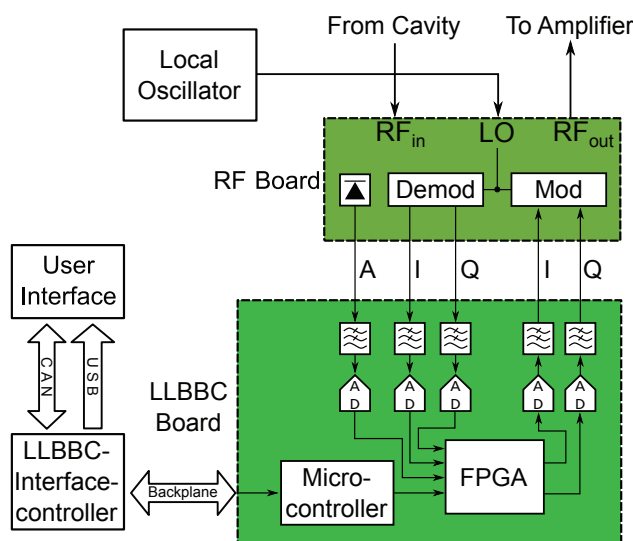 From Cavity
To Amplifier
Local
Oscillator
RFin
LO
RFout
RF Board
Demod
Mod
A
I
Q
I
Q
User
Interface
CAN
USB
LLBBC
Board
A
D
A
D
A
D
A
D
A
D
LLBBC-
Interface-
controller
Backplane
Micro-
controller
FPGA